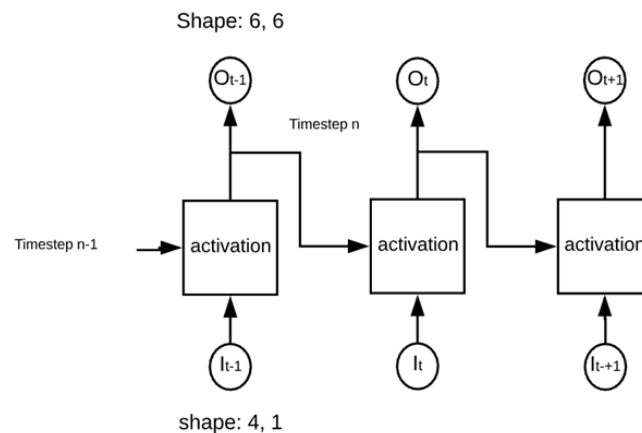 Shape: 6, 6
Ot-1
Ot
Ot+1
Timestep n
Timestep n-1
activation
activation
activation
It-1
It
It-+1
shape: 4, 1